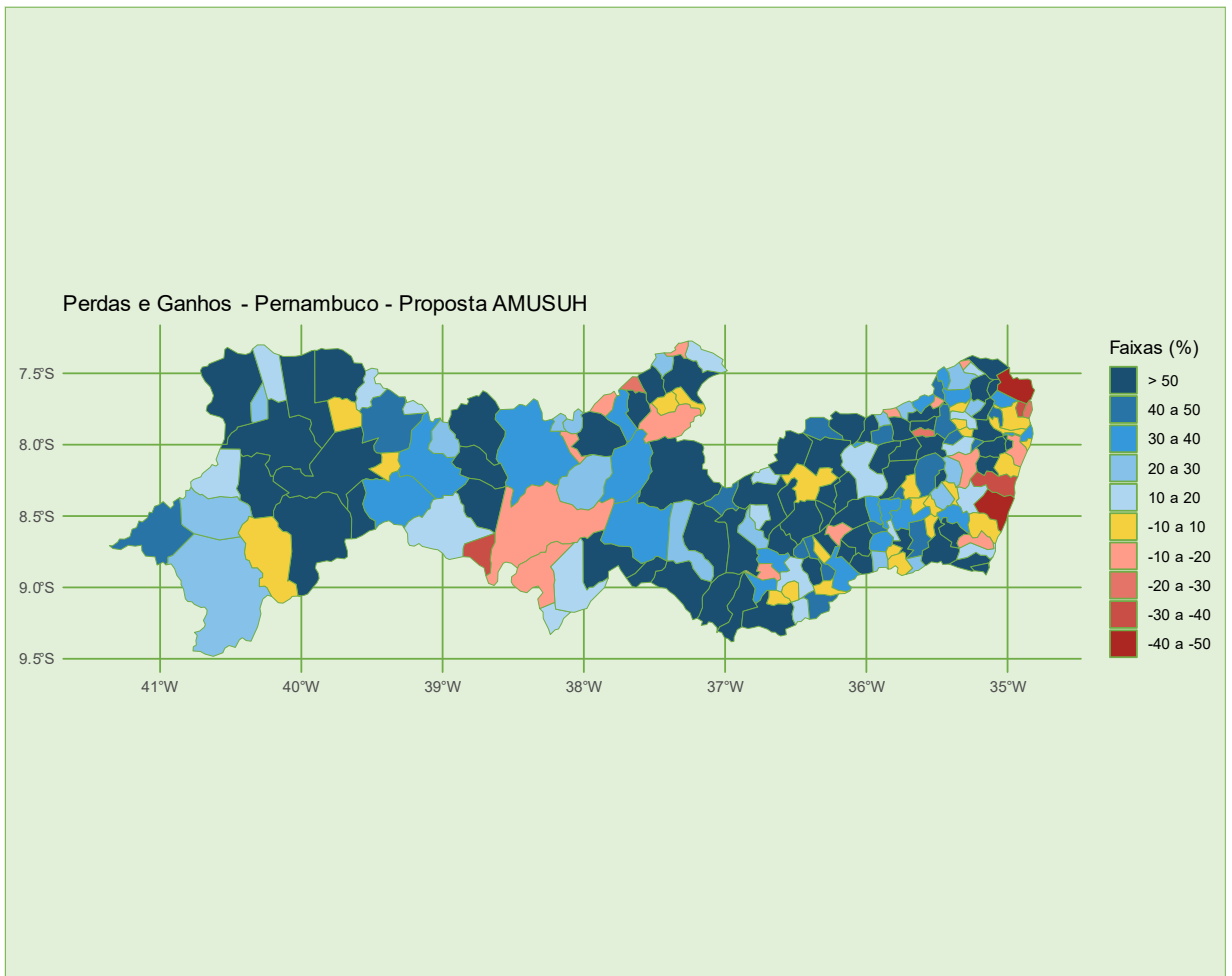 Perdas e Ganhos - Pernambuco - Proposta AMUSUH
Faixas (%)
> 50
40 a 50
30 a 40
20 a 30
10 a 20
-10 a 10
-10 a -20
-20 a -30
-30 a -40
-40 a -50
7.5°S
8.0°S
8.5°S
9.0°S
9.5°S
41°W
40°W
39°W
38°W
37°W
36°W
35°W